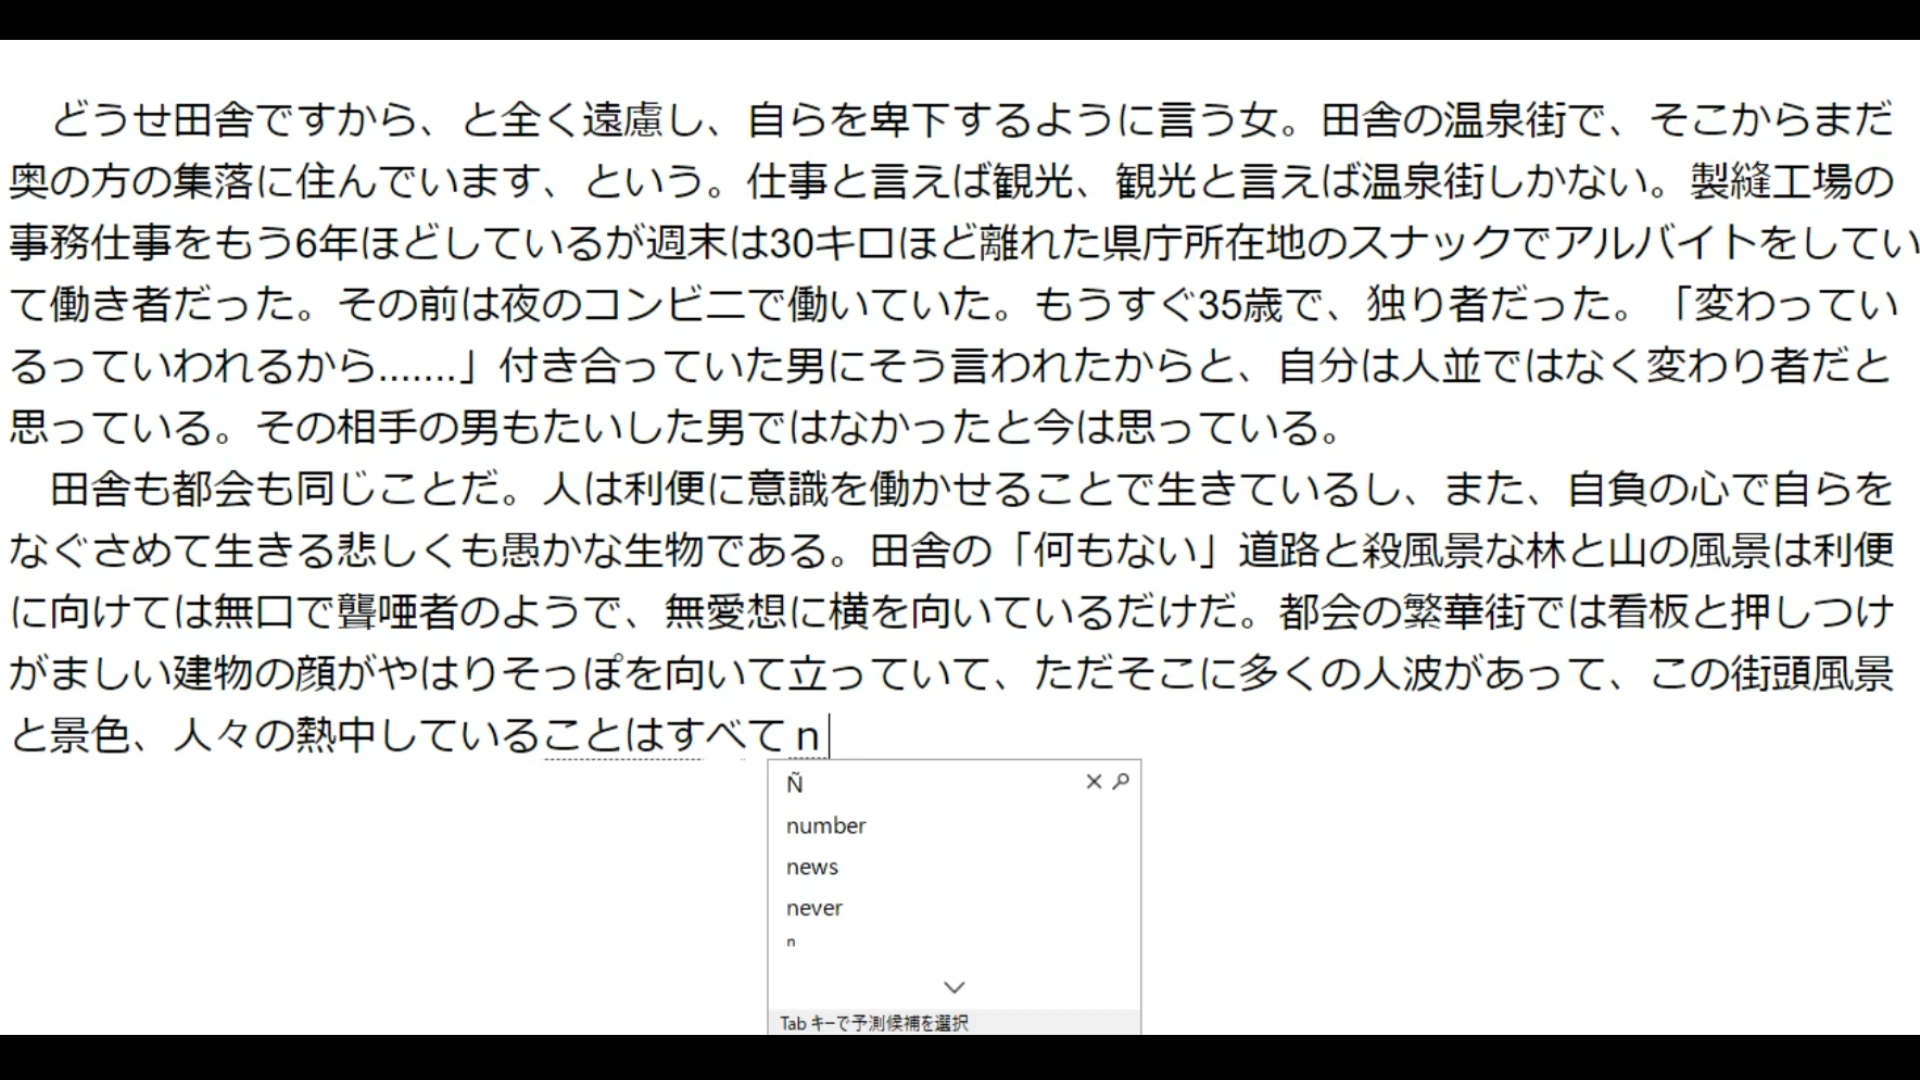 どうせ田舎ですから、と全く遠慮し、自らを卑下するように言う女。田舎の温泉街で、そこからまだ
奥の方の集落に住んでいます、という。仕事と言えば観光、観光と言えば温泉街しかない。製縫工場の
事務仕事をもう6年ほどしているが週末は30キロほど離れた県庁所在地のスナックでアルバイトをしてい
て働き者だった。その前は夜のコンビニで働いていた。もうすぐ35歳で、独り者だった。「変わってい
るっていわれるから.......」付き合っていた男にそう言われたからと、自分は人並ではなく変わり者だと
思っている。その相手の男もたいした男ではなかったと今は思っている。
　田舎も都会も同じことだ。人は利便に意識を働かせることで生きているし、また、自負の心で自らを
なぐさめて生きる悲しくも愚かな生物である。田舎の「何もない」道路と殺風景な林と山の風景は利便
に向けては無口で聾唖者のようで、無愛想に横を向いているだけだ。都会の繁華街では看板と押しつけ
がましい建物の顔がやはりそっぽを向いて立っていて、ただそこに多くの人波があって、この街頭風景
と景色、人々の熱中していることはすべてｎ
Ñ
number
news
never
ⁿ
Tab キーで予測候補を選択